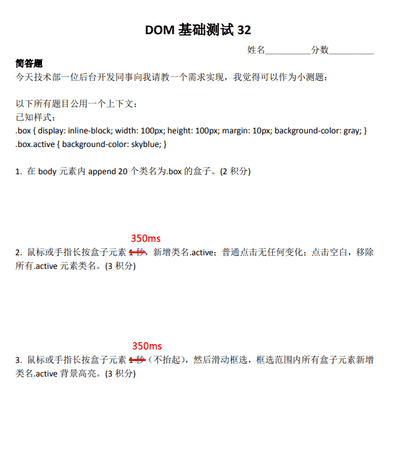 DOM 基础测试 32
姓名__________分数__________
简答题
今天技术部一位后台开发同事向我请教一个需求实现，我觉得可以作为小测题：
以下所有题目公用一个上下文：
已知样式：
.box { display: inline-block; width: 100px; height: 100px; margin: 10px; background-color: gray; }
.box.active { background-color: skyblue; }
1. 在 body 元素内 append 20 个类名为.box 的盒子。(2 积分)
350ms
2. 鼠标或手指长按盒子元素 1 秒，新增类名.active；普通点击无任何变化；点击空白，移除
所有.active 元素类名。(3 积分)
350ms
3. 鼠标或手指长按盒子元素 1 秒（不抬起），然后滑动框选，框选范围内所有盒子元素新增
类名.active 背景高亮。(3 积分)